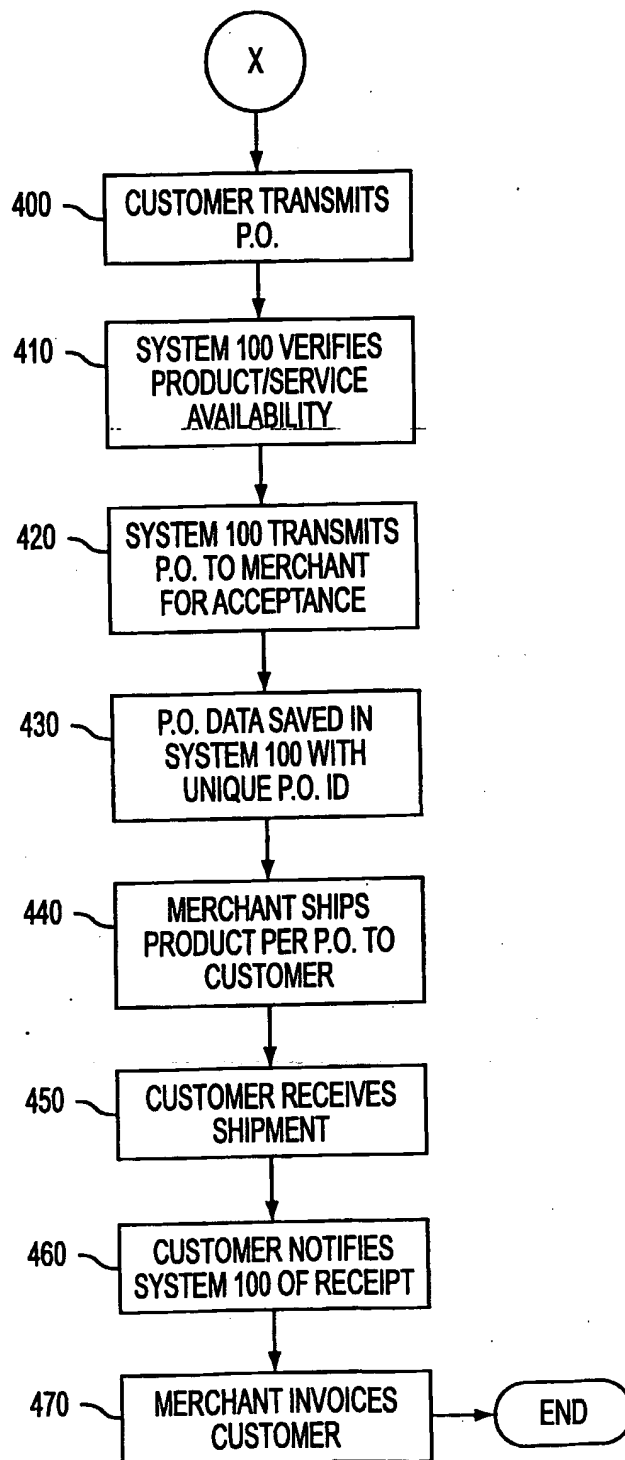 X
400
CUSTOMER TRANSMITS
P.O.
410
SYSTEM 100 VERIFIES
PRODUCT/SERVICE
AVAILABILITY
420
SYSTEM 100 TRANSMITS
P.O. TO MERCHANT
FOR ACCEPTANCE
430
P.O. DATA SAVED IN
SYSTEM 100 WITH
UNIQUE P.O. ID
440
MERCHANT SHIPS
PRODUCT PER P.O. TO
CUSTOMER
450
CUSTOMER RECEIVES
SHIPMENT
460
CUSTOMER NOTIFIES
SYSTEM 100 OF RECEIPT
470
MERCHANT INVOICES
CUSTOMER
END